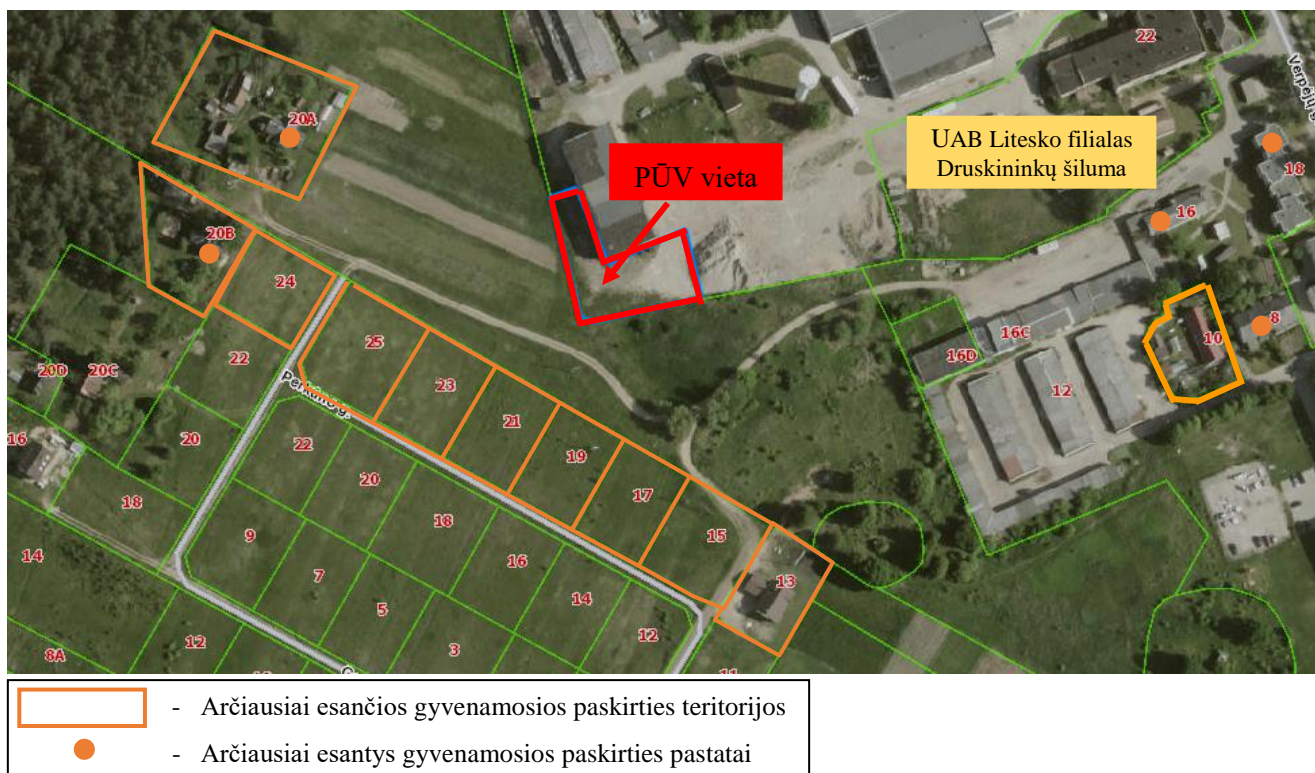 22
Verpėjų g.
20A
UAB Litesko filialas
Druskininkų šiluma
18
PŪV vieta
16
20B
24
8
10
16C
16D
25
22
20D
20C
23
12
Perkūno g.
21
16
20
22
19
20
17
18
18
15
14
9
16
7
13
14
5
12
8A
12
3
11
- Arčiausiai esančios gyvenamosios paskirties teritorijos
- Arčiausiai esantys gyvenamosios paskirties pastatai